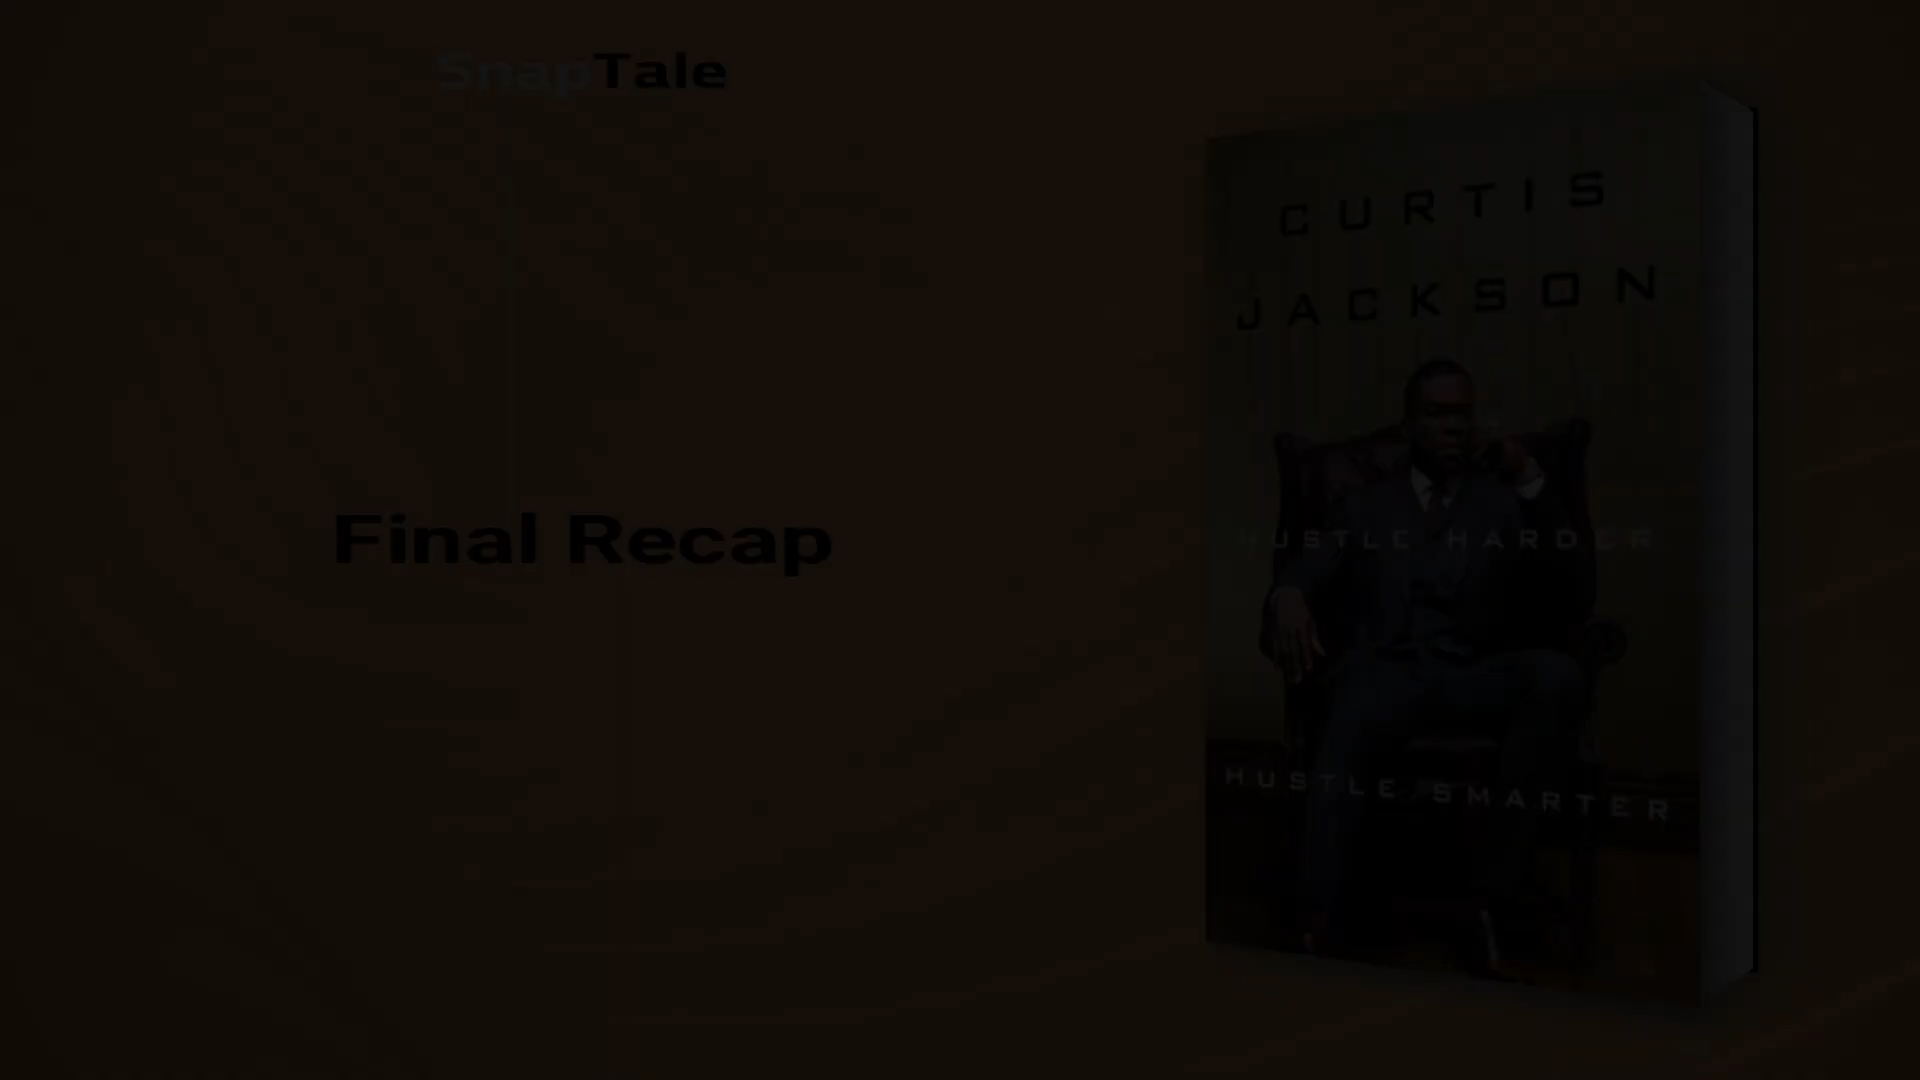 SnapTale
Final Recap
CURTIS
JACKSON
HUSTLE HARDER
HUSTLE SMARTER